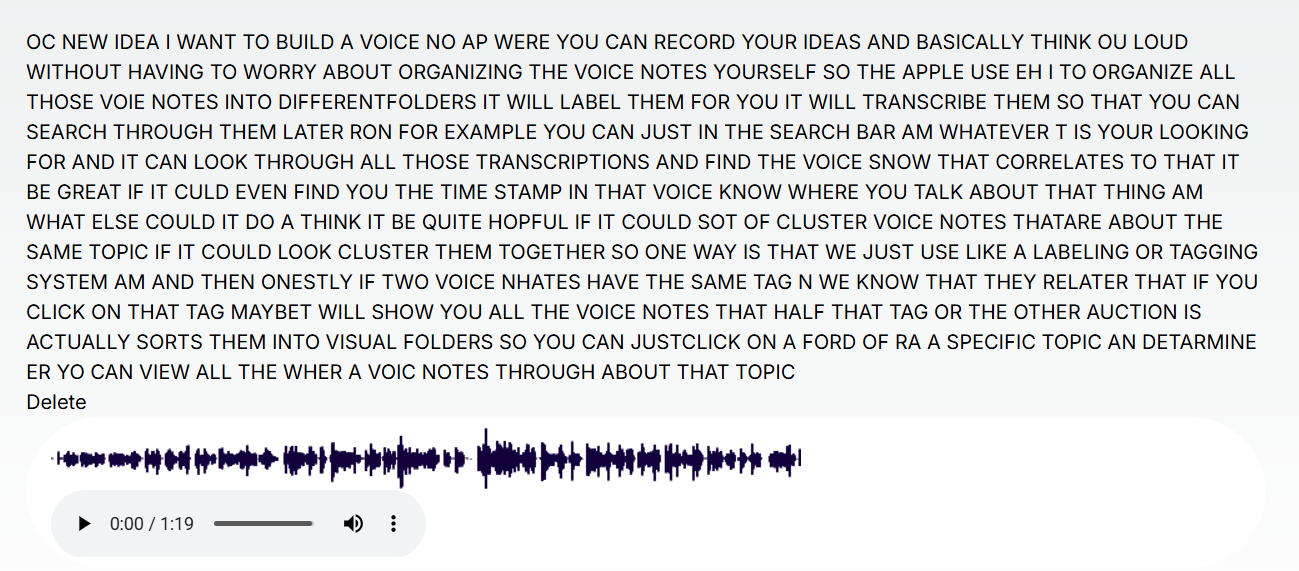 OC NEW IDEA I WANT TO BUILD A VOICE NO AP WERE YOU CAN RECORD YOUR IDEAS AND BASICALLY THINK OU LOUD
WITHOUT HAVING TO WORRY ABOUT ORGANIZING THE VOICE NOTES YOURSELF SO THE APPLE USE EH I TO ORGANIZE ALL
THOSE VOIE NOTES INTO DIFFERENTFOLDERS IT WILL LABEL THEM FOR YOU IT WILL TRANSCRIBE THEM SO THAT YOU CAN
SEARCH THROUGH THEM LATER RON FOR EXAMPLE YOU CAN JUST IN THE SEARCH BAR AM WHATEVER T IS YOUR LOOKING
FOR AND IT CAN LOOK THROUGH ALL THOSE TRANSCRIPTIONS AND FIND THE VOICE SNOW THAT CORRELATES TO THAT IT
BE GREAT IF IT CULD EVEN FIND YOU THE TIME STAMP IN THAT VOICE KNOW WHERE YOU TALK ABOUT THAT THING AM
WHAT ELSE COULD IT DO A THINK IT BE QUITE HOPFUL IF IT COULD SOT OF CLUSTER VOICE NOTES THATARE ABOUT THE
SAME TOPIC IF IT COULD LOOK CLUSTER THEM TOGETHER SO ONE WAY IS THAT WE JUST USE LIKE A LABELING OR TAGGING
SYSTEM AM AND THEN ONESTLY IF TWO VOICE NHATES HAVE THE SAME TAG N WE KNOW THAT THEY RELATER THAT IF YOU
CLICK ON THAT TAG MAYBET WILL SHOW YOU ALL THE VOICE NOTES THAT HALF THAT TAG OR THE OTHER AUCTION IS
ACTUALLY SORTS THEM INTO VISUAL FOLDERS SO YOU CAN JUSTCLICK ON A FORD OF RA A SPECIFIC TOPIC AN DETARMINE
ER YO CAN VIEW ALL THE WHER A VOIC NOTES THROUGH ABOUT THAT TOPIC
Delete
0:00 / 1:19